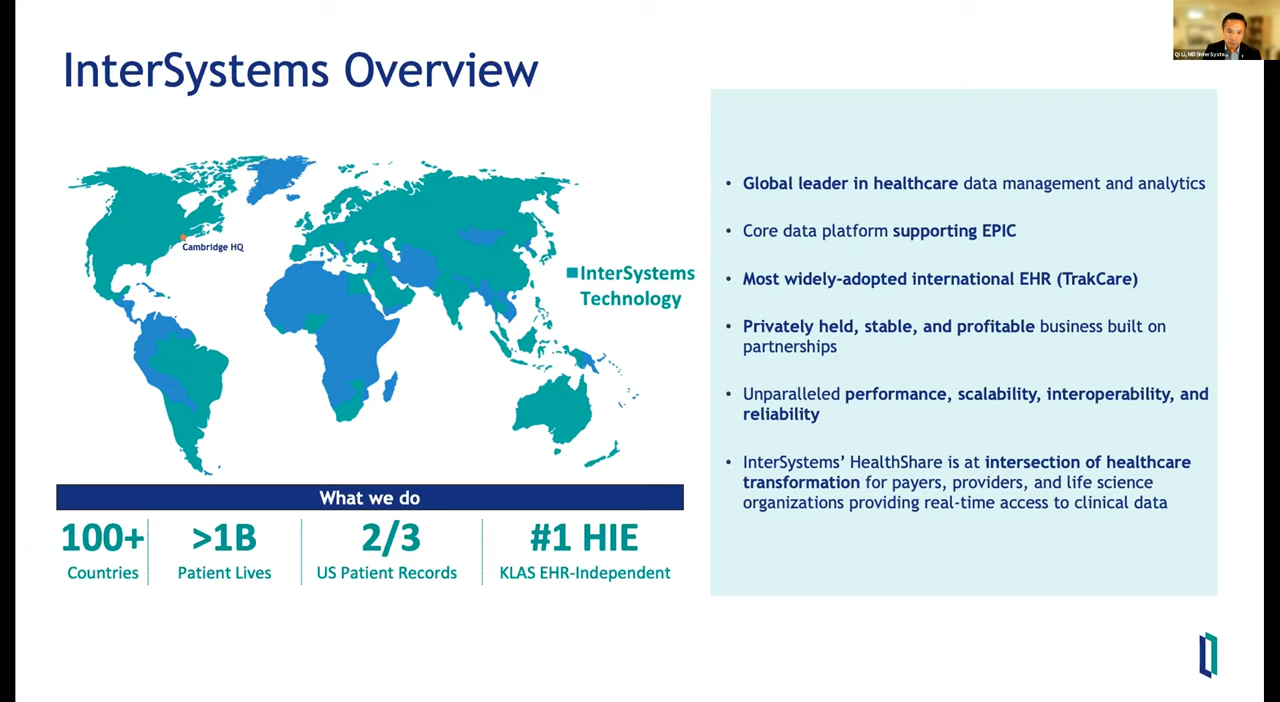 InterSystems Overview
QI LI, MD (InterSyste...
Cambridge HQ
InterSystems
Technology
What we do
100+
Countries
>1B
Patient Lives
2/3
US Patient Records
#1 HIE
KLAS EHR-Independent
• Global leader in healthcare data management and analytics
• Core data platform supporting EPIC
• Most widely-adopted international EHR (TrakCare)
• Privately held, stable, and profitable business built on
partnerships
• Unparalleled performance, scalability, interoperability, and
reliability
• InterSystems’ HealthShare is at intersection of healthcare
transformation for payers, providers, and life science
organizations providing real-time access to clinical data